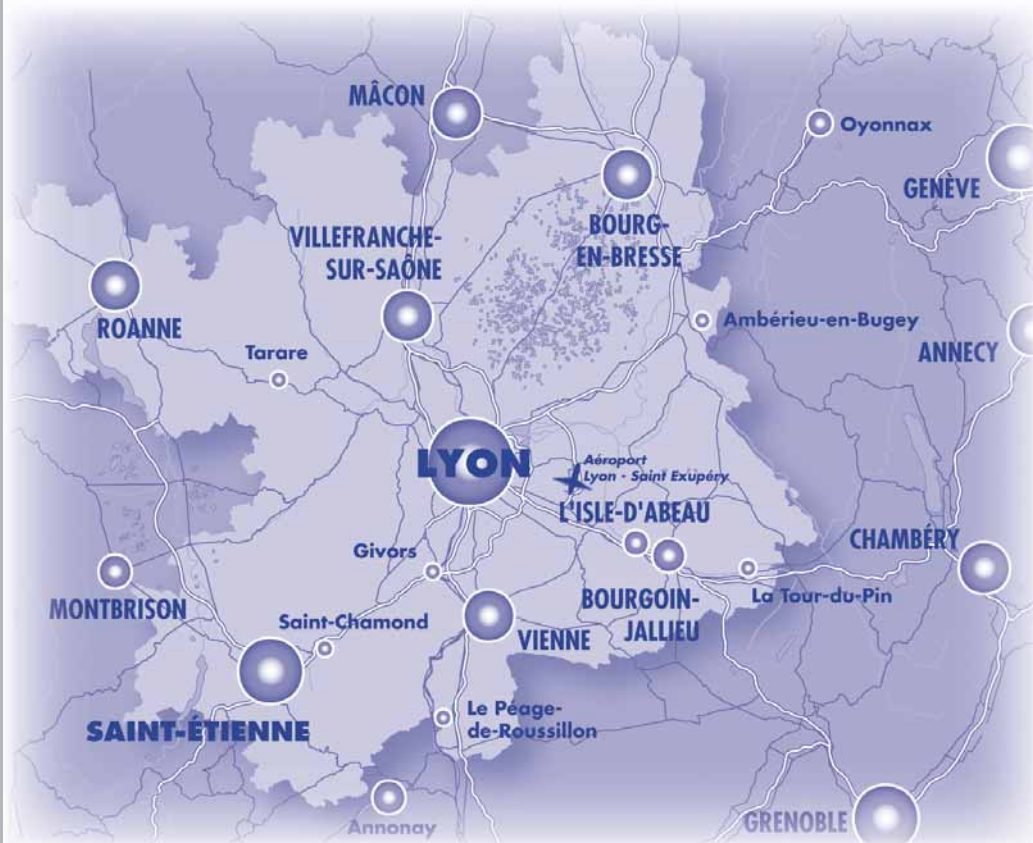 MÂCON
Oyonnax
GENÈVE
VILLEFRANCHE-
SUR-SAÔNE
BOURG-
EN-BRESSE
ROANNE
Tarare
Ambérieu-en-Bugey
ANNECY
LYON
Aéroport
Lyon - Saint Exupéry
L'ISLE-D'ABEAU
Givors
CHAMBÉRY
MONTBRISON
Saint-Chamond
VIENNE
BOURGOIN-
JALLIEU
La Tour-du-Pin
SAINT-ÉTIENNE
Le Péage-
de-Roussillon
Annonay
GRENOBLE